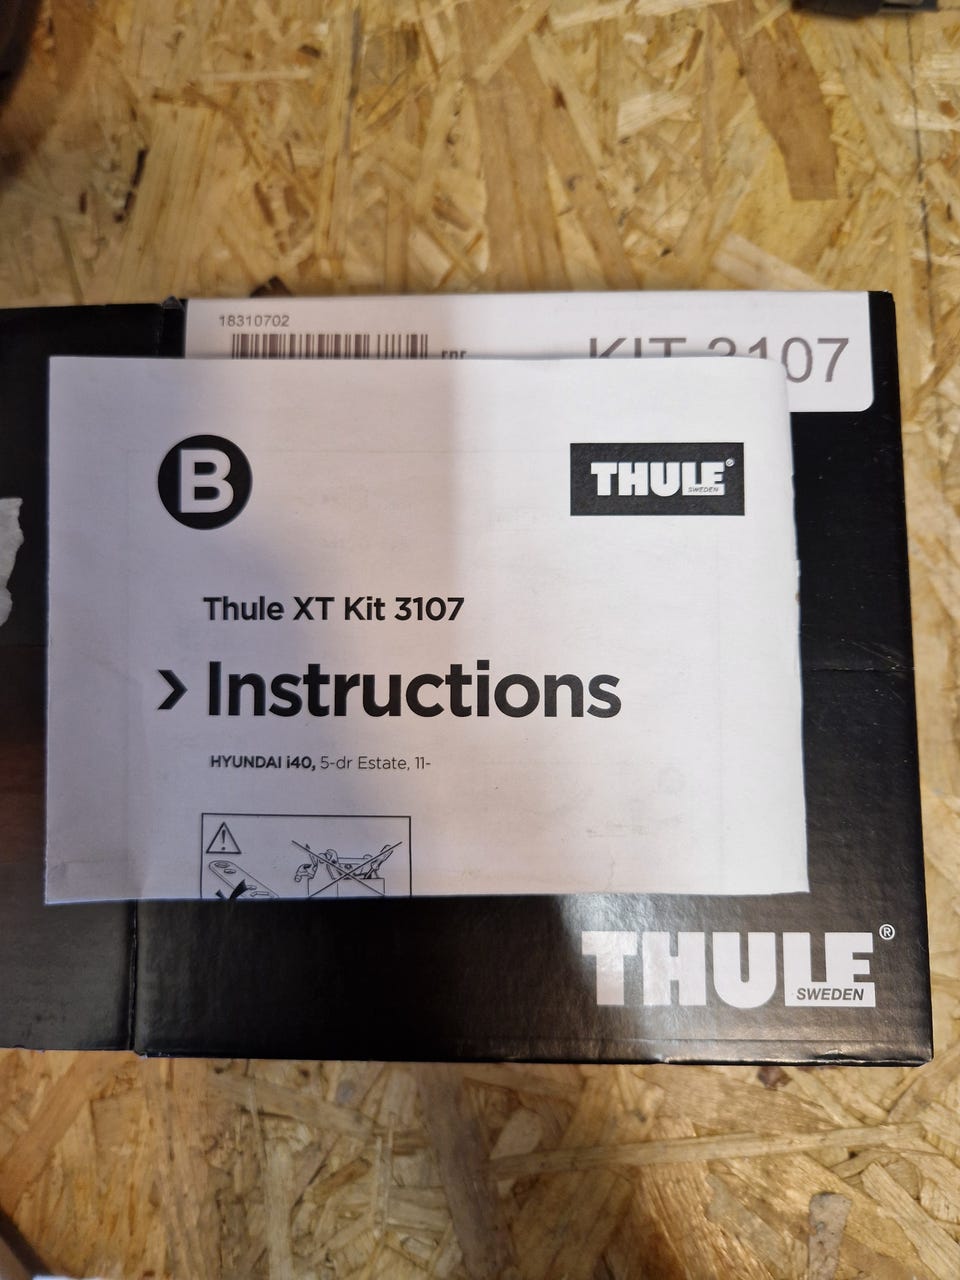 18310702
KIT 3107
B
THULE®
SWEDEN
Thule XT Kit 3107
> Instructions
HYUNDAI i40, 5-dr Estate, 11-
THULE®
SWEDEN